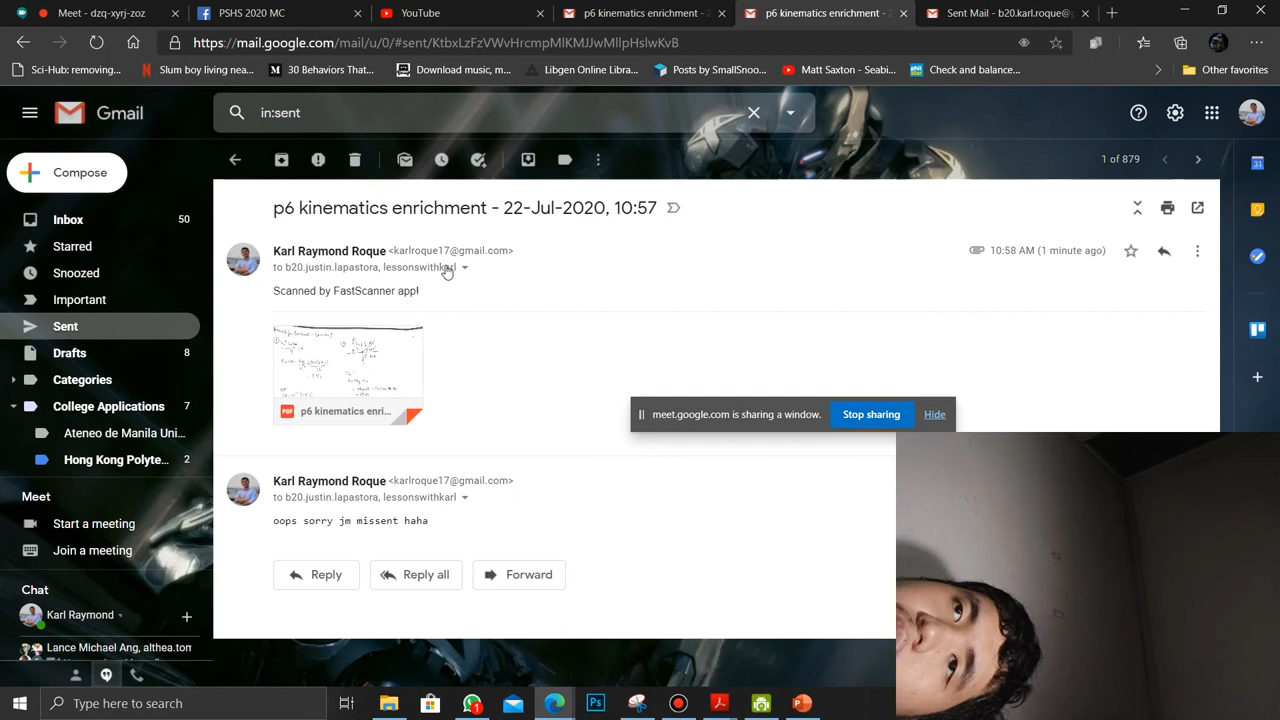 Meet - dzq-xyrj-zoz
PSHS 2020 MC
YouTube
p6 kinematics enrichment - 2
p6 kinematics enrichment - 2
Sent Mail - b20.karl.roque@p
https://mail.google.com/mail/u/0/#sent/KtbxLzFzVWvHrcmpMlKMJJwMllpHslwKvB
Sci-Hub: removing...
Slum boy living nea...
30 Behaviors That...
Download music, m...
Libgen Online Libra...
Posts by SmallSnoo...
Matt Saxton - Seabi...
Check and balance...
Other favorites
Gmail
in:sent
Compose
1 of 879
Inbox 50
Starred
Snoozed
Important
Sent
Drafts 8
Categories
College Applications 7
Ateneo de Manila Uni...
Hong Kong Polyte... 2
Meet
Start a meeting
Join a meeting
Chat
Karl Raymond
Lance Michael Ang, althea.tom
p6 kinematics enrichment - 22-Jul-2020, 10:57
Karl Raymond Roque <karlroque17@gmail.com>
10:58 AM (1 minute ago)
to b20.justin.lapastora, lessonswithkarl
Scanned by FastScanner app!
PDF p6 kinematics enri...
meet.google.com is sharing a window. Stop sharing Hide
Karl Raymond Roque <karlroque17@gmail.com>
to b20.justin.lapastora, lessonswithkarl
oops sorry jm missent haha
Reply
Reply all
Forward
Type here to search